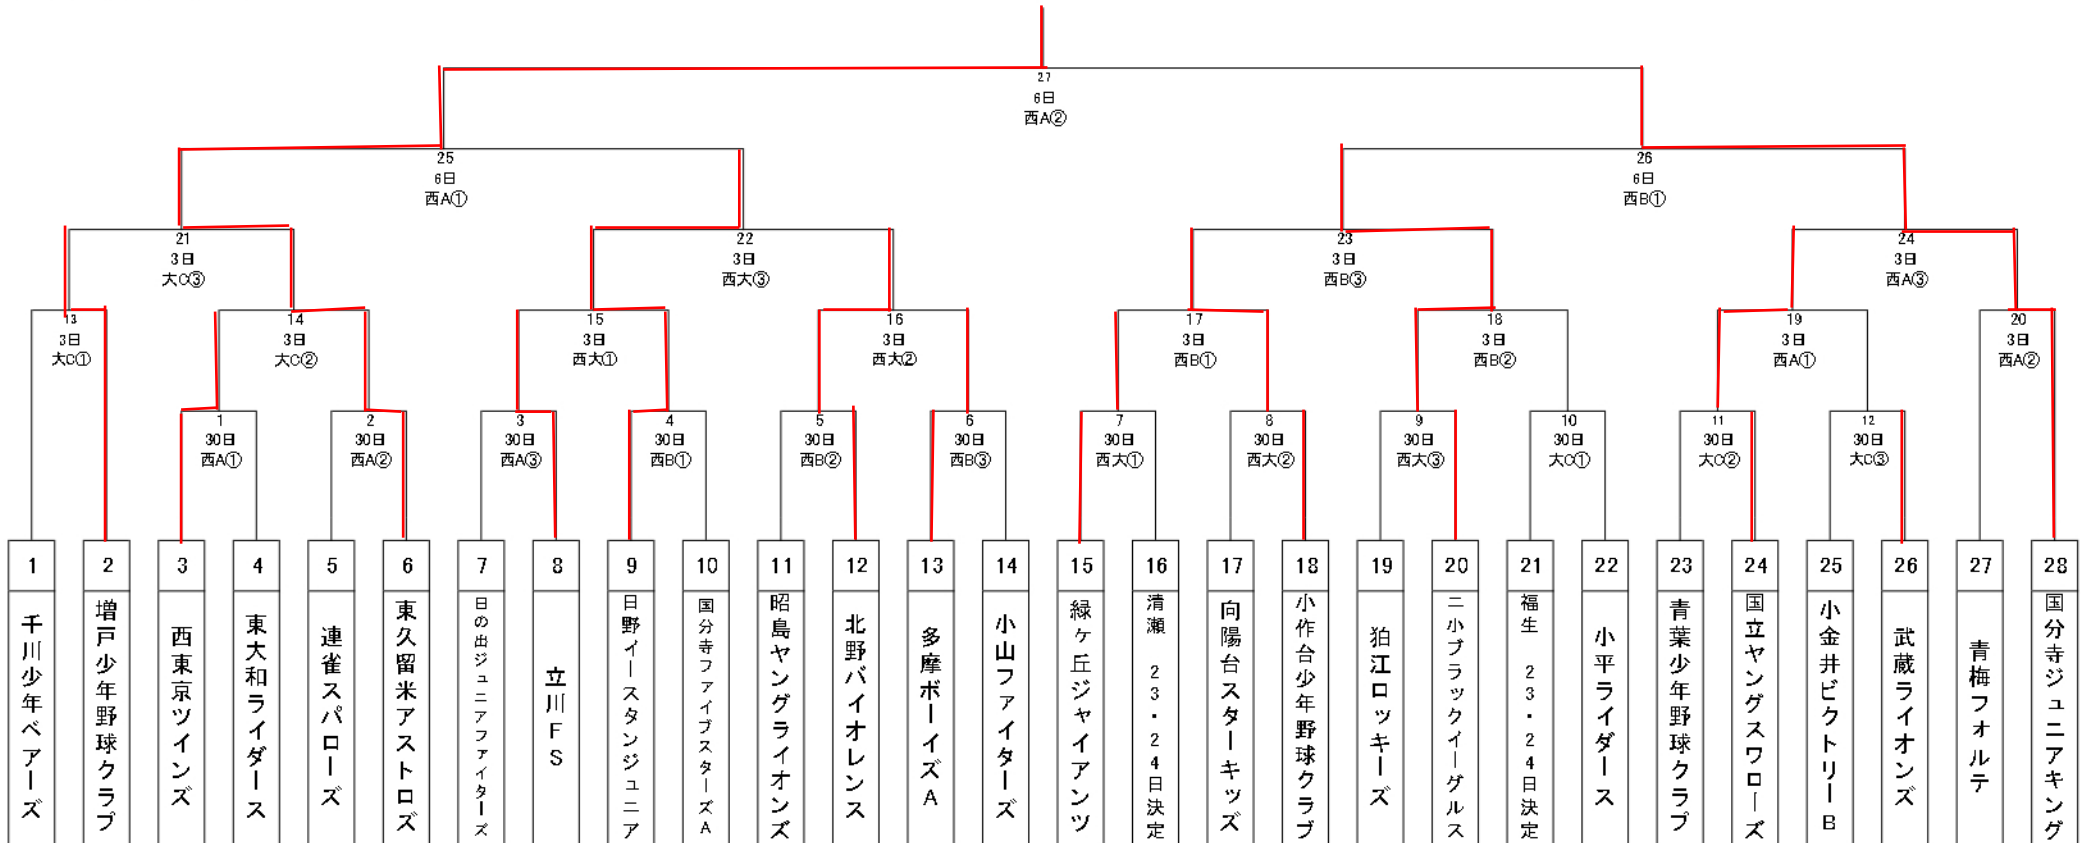 27
6日
西A②
25
6日
西A①
26
6日
西B①
21
3日
大C③
22
3日
西大③
23
3日
西B③
24
3日
西A③
13
3日
大C①
14
3日
大C②
15
3日
西大①
16
3日
西大②
17
3日
西B①
18
3日
西B②
19
3日
西A①
20
3日
西A②
1
30日
西A①
2
30日
西A②
3
30日
西A③
4
30日
西B①
5
30日
西B②
6
30日
西B③
7
30日
西大①
8
30日
西大②
9
30日
西大③
10
30日
大C①
11
30日
大C②
12
30日
大C③
1
千川少年ベアーズ
2
増戸少年野球クラブ
3
西東京ツインズ
4
東大和ライダース
5
連雀スパローズ
6
東久留米アストロズ
7
日の出ジュニアファイターズ
8
立川FS
9
日野イースタンジュニア
10
国分寺ファイブスターズA
11
昭島ヤングライオンズ
12
北野バイオレンス
13
多摩ボーイズA
14
小山ファイターズ
15
緑ヶ丘ジャイアンツ
16
清瀬 23・24日決定
17
向陽台スターキッズ
18
小作台少年野球クラブ
19
狛江ロッキーズ
20
二小ブラックイーグルス
21
福生 23・24日決定
22
小平ライダース
23
青葉少年野球クラブ
24
国立ヤングスワローズ
25
小金井ビクトリーB
26
武蔵ライオンズ
27
青梅フォルテ
28
国分寺ジュニアキング